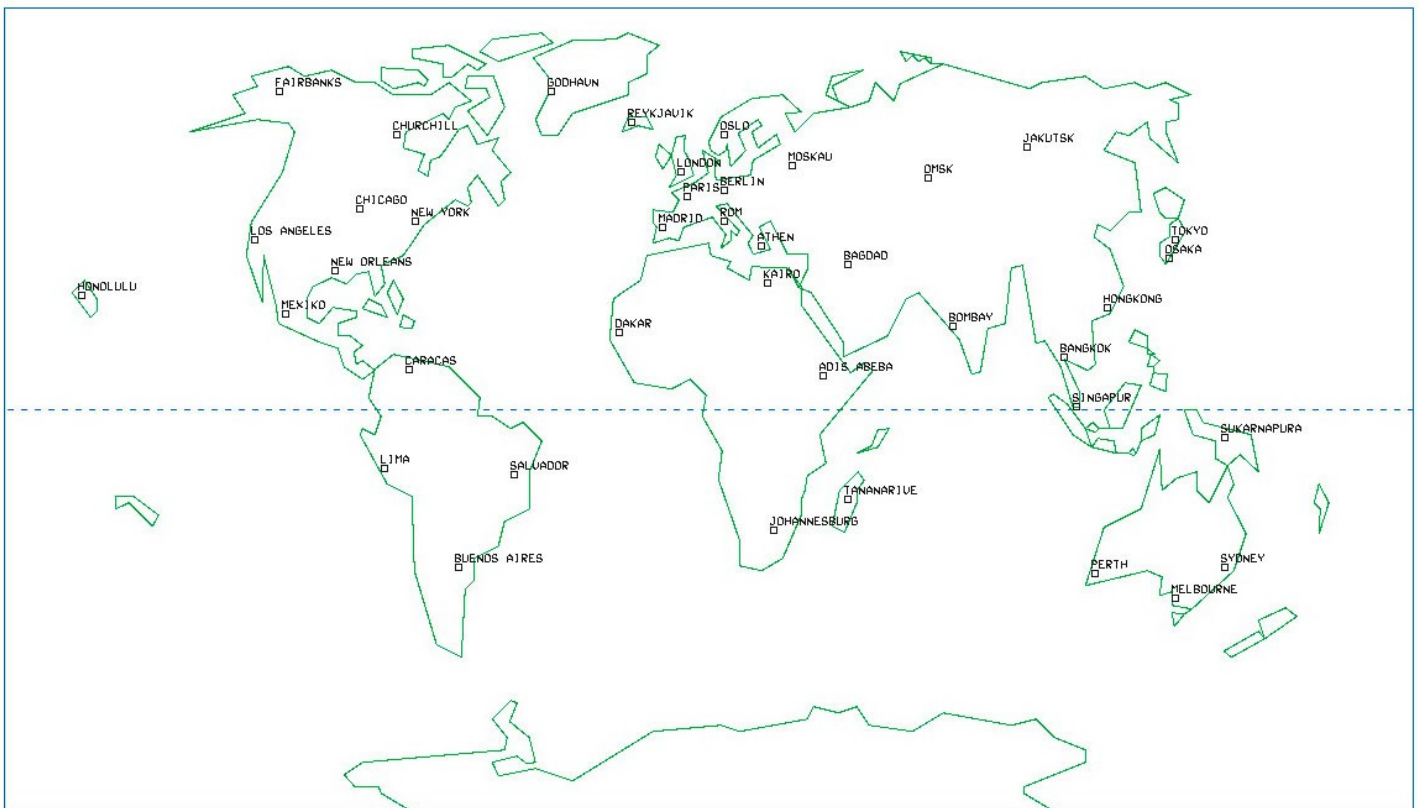 FAIRBANKS
GODHAVN
REYKJAVIK
CHURCHILL
OSLO
JAKUTSK
MOSKAU
LONDON
OMSK
BERLIN
PARIS
CHICAGO
NEW YORK
MADRID
ROM
LOS ANGELES
TOKYO
ATHEN
OSAKA
BAGDAD
NEW ORLEANS
KAIRO
HONOLULU
HONGKONG
MEXIKO
BOMBAY
DAKAR
BANGKOK
CARACAS
ADIS ABEBA
SINGAPUR
SUKARNAPURA
LIMA
SALVADOR
TANANARIVE
JOHANNESBURG
BUENOS AIRES
SYDNEY
PERTH
MELBOURNE